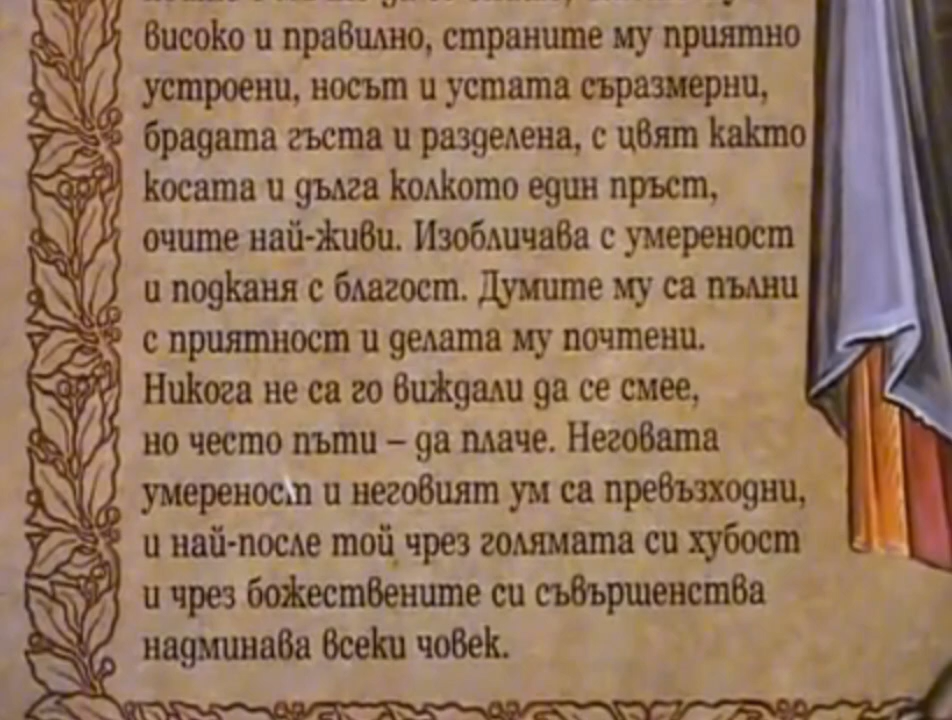 високо и правилно, страните му приятно
устроени, носът и устата съразмерни,
брадата гъста и разделена, с цвят както
косата и дълга колкото един пръст,
очите най-живи. Изобличава с умереност
и подканя с благост. Думите му са пълни
с приятност и делата му почтени.
Никога не са го виждали да се смее,
но често пъти – да плаче. Неговата
умереност и неговият ум са превъзходни,
и най-после той чрез голямата си хубост
и чрез божествените си съвършенства
надминава всеки човек.